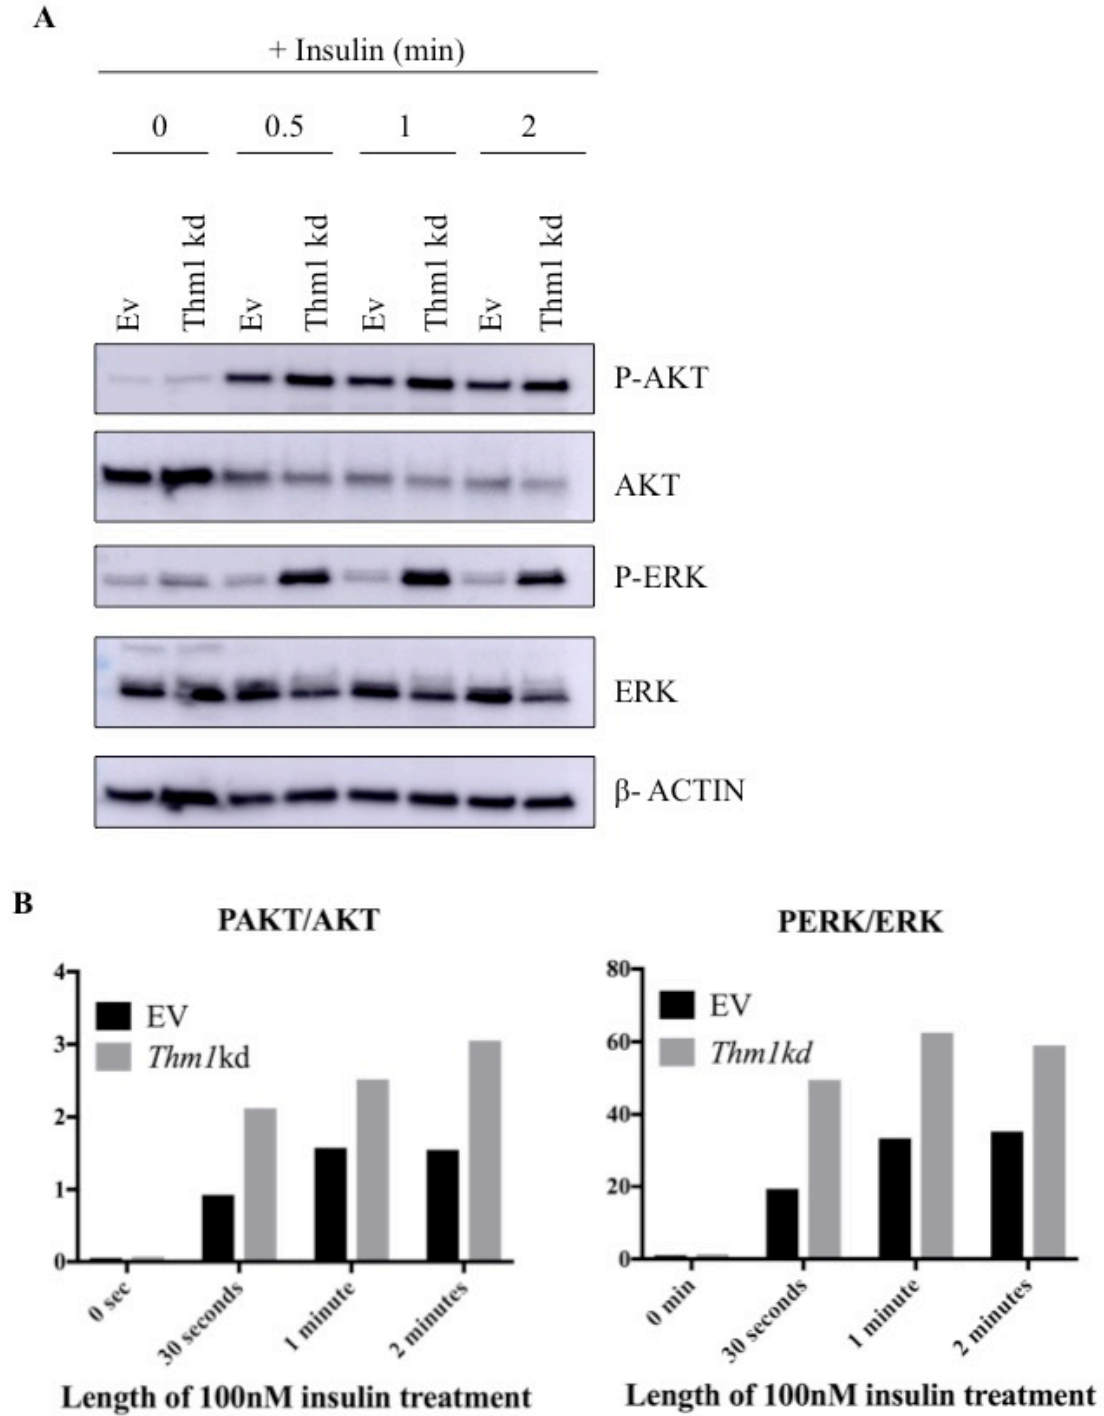 A
+ Insulin (min)
0 0.5 1 2
Ev Thm1 kd Ev Thm1 kd Ev Thm1 kd Ev Thm1 kd
P-AKT
AKT
P-ERK
ERK
β- ACTIN
B
PAKT/AKT
4
3
2
1
0
EV
Thm1kd
0 sec
30 seconds
1 minute
2 minutes
Length of 100nM insulin treatment
PERK/ERK
80
60
40
20
0
EV
Thm1kd
0 min
30 seconds
1 minute
2 minutes
Length of 100nM insulin treatment